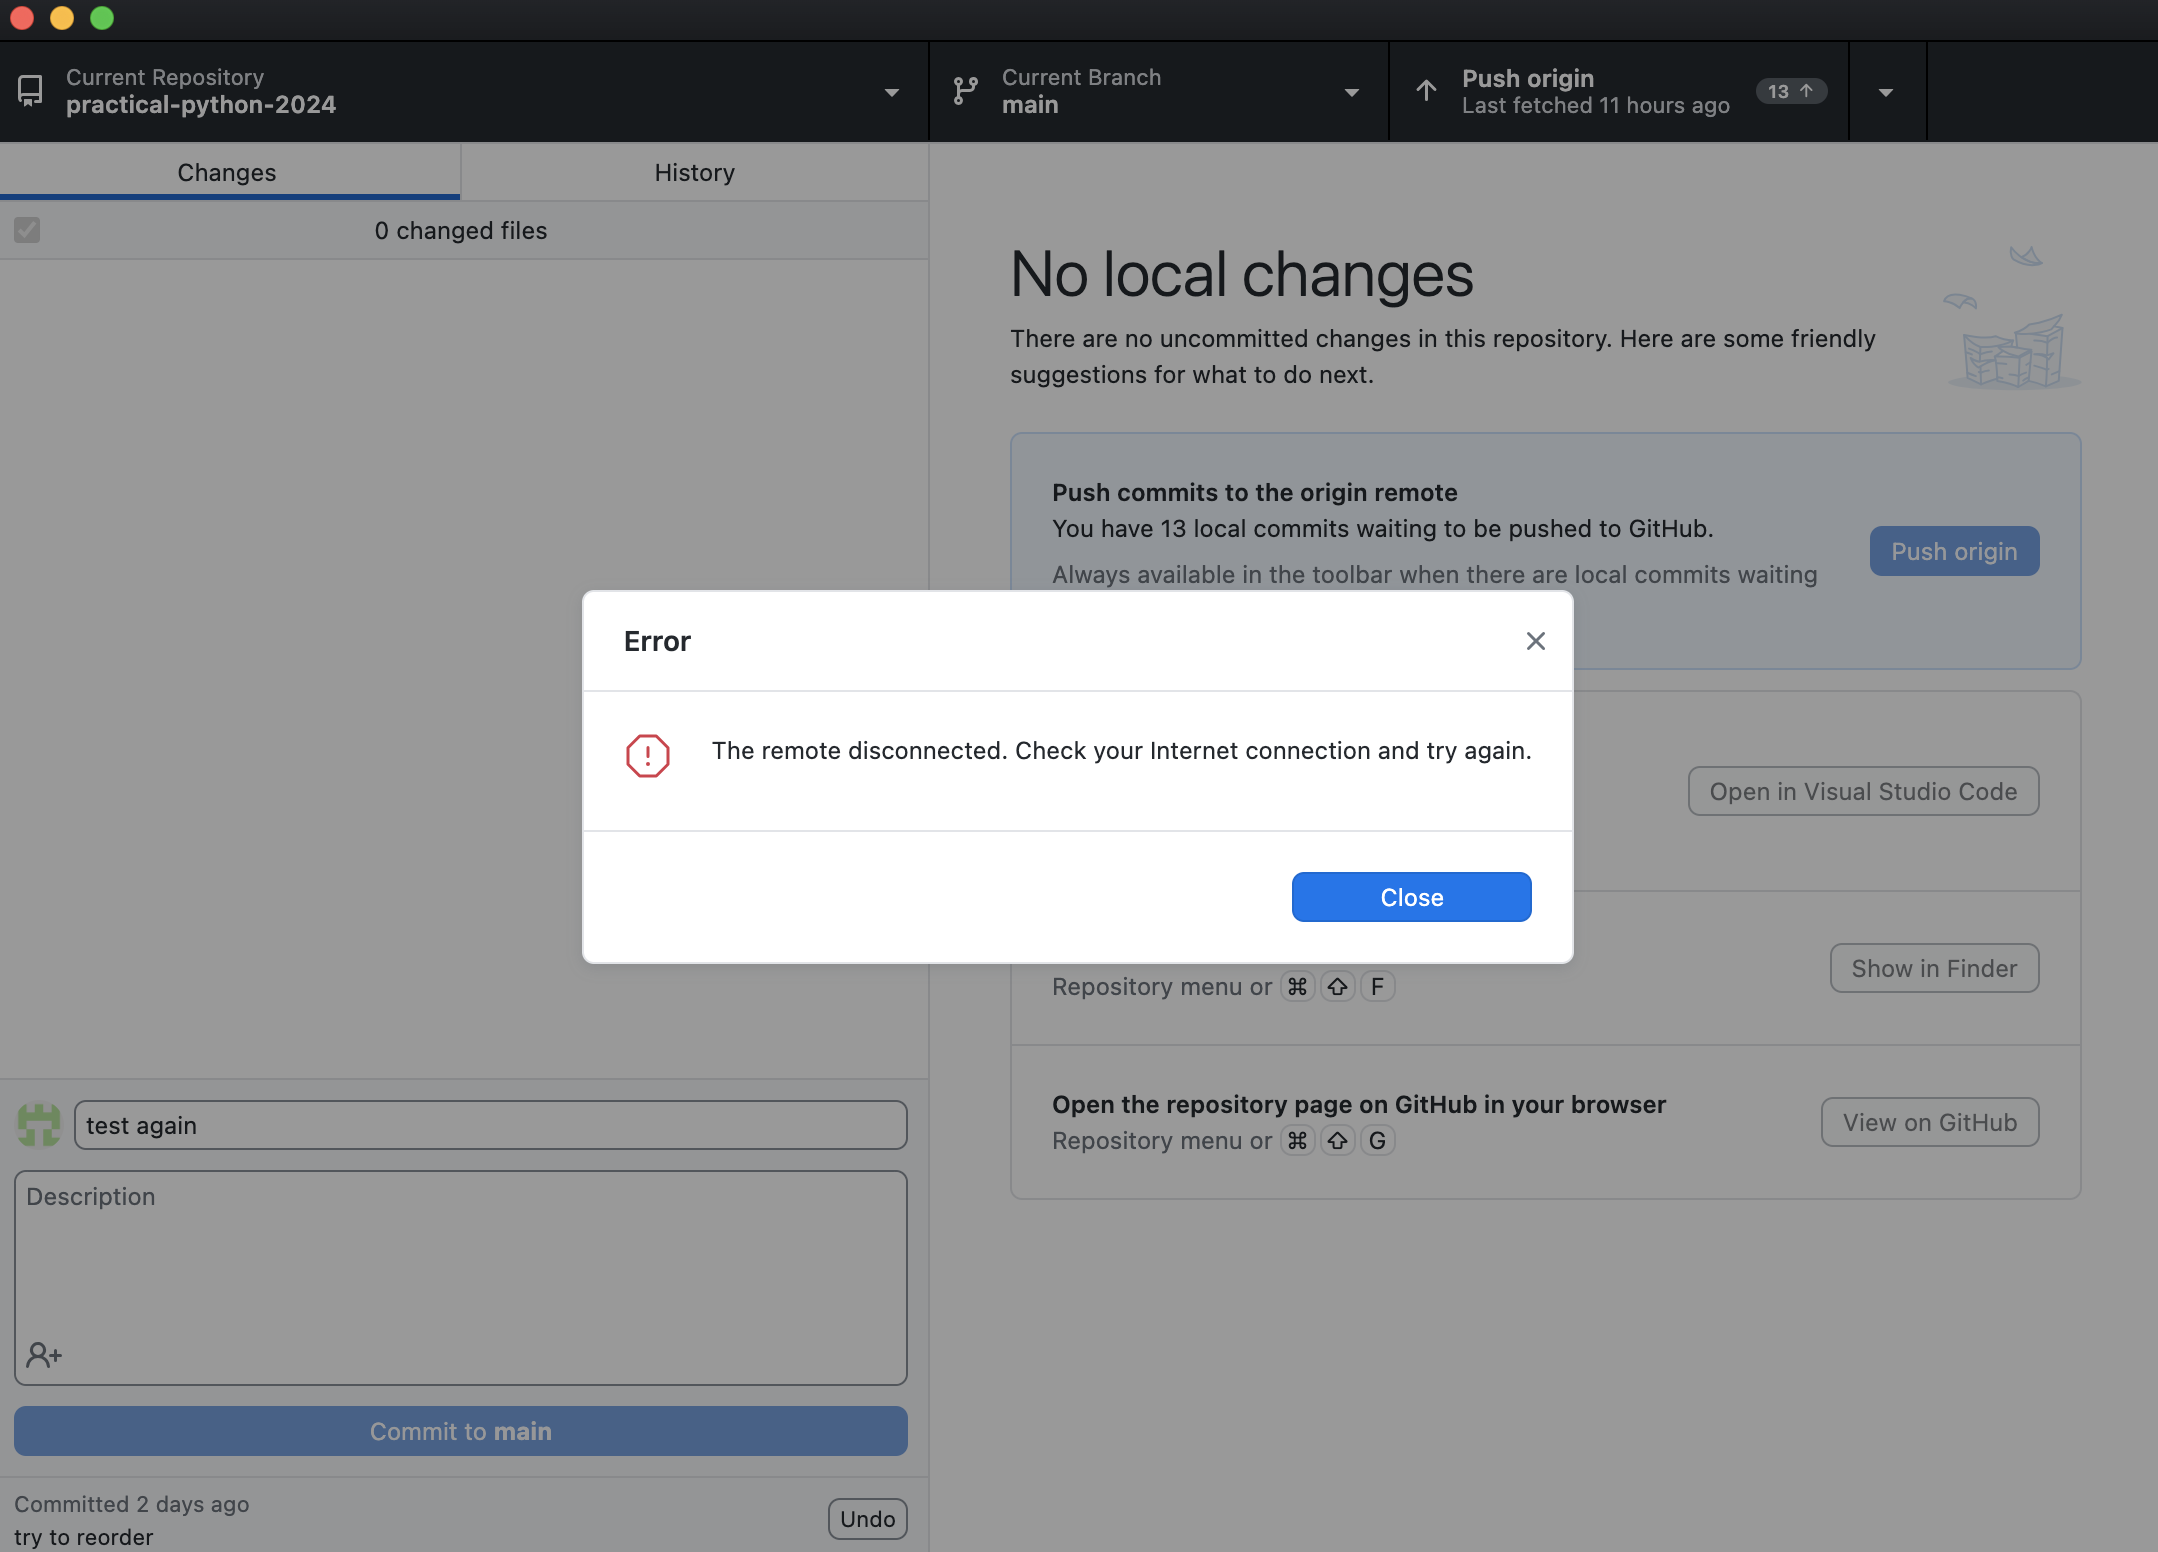 Current Repository
practical-python-2024
Current Branch
main
Push origin
Last fetched 11 hours ago
13 ↑
Changes
History
0 changed files
No local changes
There are no uncommitted changes in this repository. Here are some friendly
suggestions for what to do next.
Push commits to the origin remote
You have 13 local commits waiting to be pushed to GitHub.
Always available in the toolbar when there are local commits waiting
Push origin
Error
The remote disconnected. Check your Internet connection and try again.
Close
Open in Visual Studio Code
Repository menu or ⌘ ⇧ F
Show in Finder
Open the repository page on GitHub in your browser
Repository menu or ⌘ ⇧ G
View on GitHub
test again
Description
Commit to main
Committed 2 days ago
try to reorder
Undo